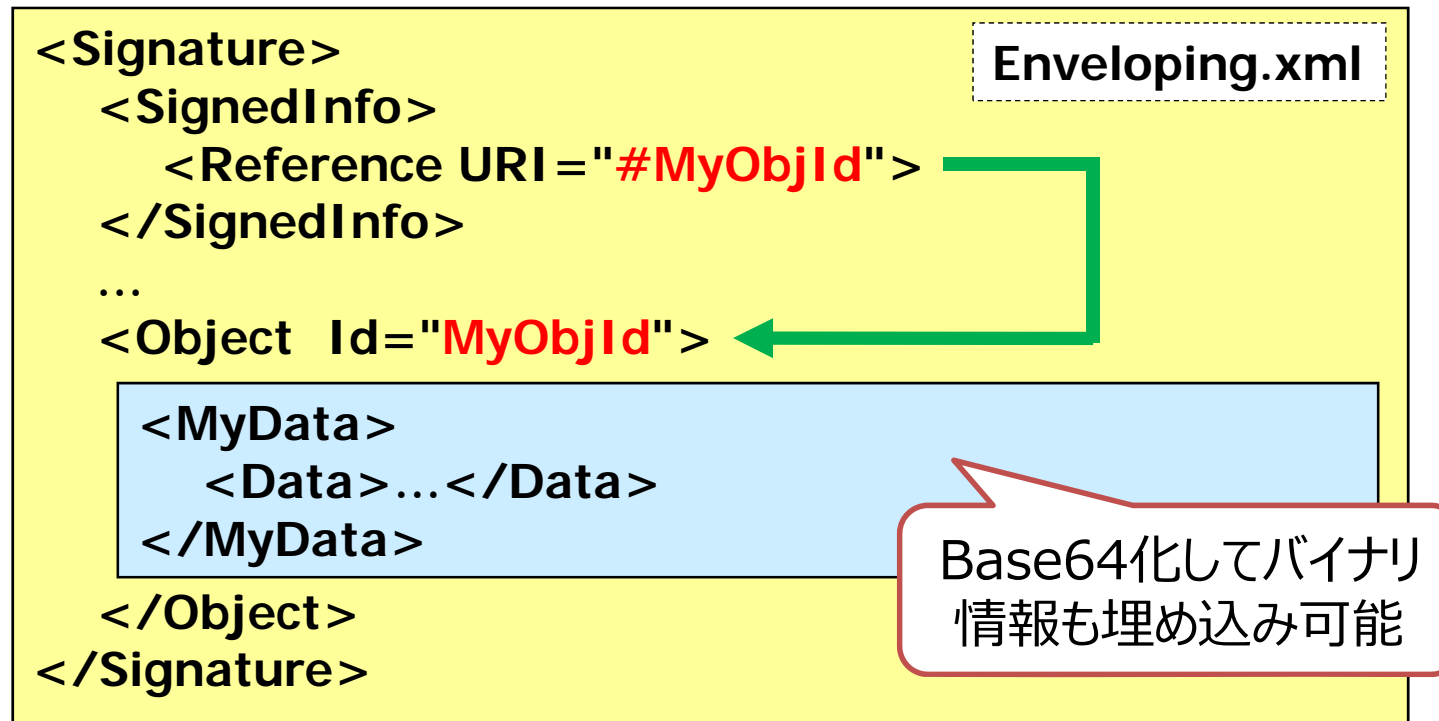 <Signature>
Enveloping.xml
<SignedInfo>
<Reference URI="#MyObjId">
</SignedInfo>
...
<Object Id="MyObjId">
<MyData>
<Data>...</Data>
</MyData>
Base64化してバイナリ
情報も埋め込み可能
</Object>
</Signature>